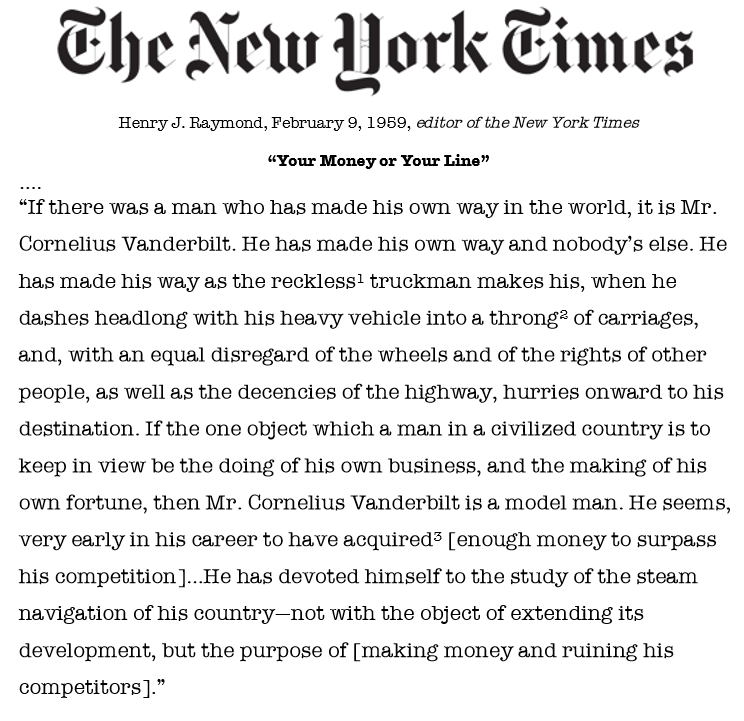 The New York Times
Henry J. Raymond, February 9, 1959, editor of the New York Times
“Your Money or Your Line”
....
“If there was a man who has made his own way in the world, it is Mr.
Cornelius Vanderbilt. He has made his own way and nobody’s else. He
has made his way as the reckless¹ truckman makes his, when he
dashes headlong with his heavy vehicle into a throng² of carriages,
and, with an equal disregard of the wheels and of the rights of other
people, as well as the decencies of the highway, hurries onward to his
destination. If the one object which a man in a civilized country is to
keep in view be the doing of his own business, and the making of his
own fortune, then Mr. Cornelius Vanderbilt is a model man. He seems,
very early in his career to have acquired³ [enough money to surpass
his competition]...He has devoted himself to the study of the steam
navigation of his country—not with the object of extending its
development, but the purpose of [making money and ruining his
competitors].”